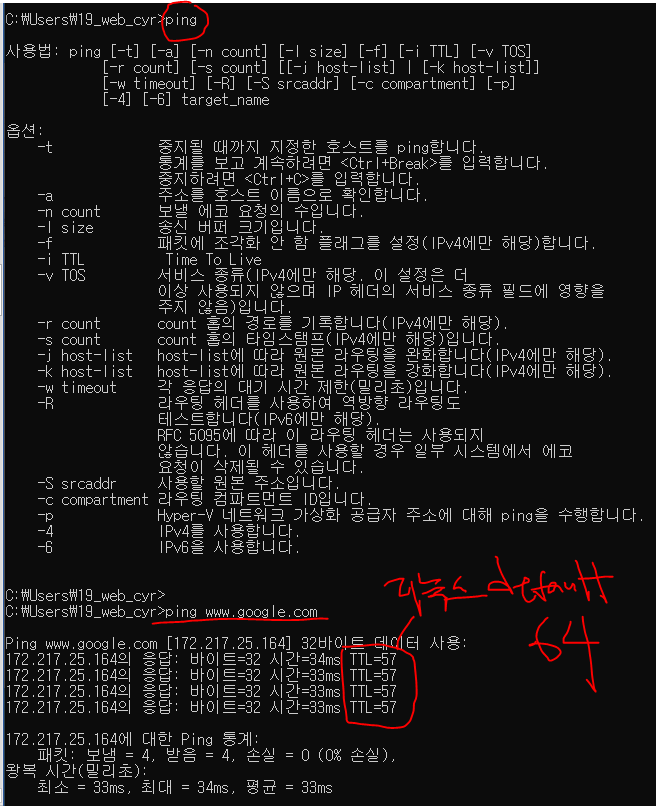 C:\Users\19_web_cyr>ping
사용법: ping [-t] [-a] [-n count] [-l size] [-f] [-i TTL] [-v TOS]
[-r count] [-s count] [[-j host-list] | [-k host-list]]
[-w timeout] [-R] [-S srcaddr] [-c compartment] [-p]
[-4] [-6] target_name
옵션:
-t 중지될 때까지 지정한 호스트를 ping합니다.
통계를 보고 계속하려면 <Ctrl+Break>를 입력합니다.
중지하려면 <Ctrl+C>를 입력합니다.
-a 주소를 호스트 이름으로 확인합니다.
-n count 보낼 에코 요청의 수입니다.
-l size 송신 버퍼 크기입니다.
-f 패킷에 조각화 안 함 플래그를 설정(IPv4에만 해당)합니다.
-i TTL Time To Live
-v TOS 서비스 종류(IPv4에만 해당. 이 설정은 더
이상 사용되지 않으며 IP 헤더의 서비스 종류 필드에 영향을
주지 않음)입니다.
-r count count 홉의 경로를 기록합니다(IPv4에만 해당).
-s count count 홉의 타임스탬프(IPv4에만 해당)입니다.
-j host-list host-list에 따라 원본 라우팅을 완화합니다(IPv4에만 해당).
-k host-list host-list에 따라 원본 라우팅을 강화합니다(IPv4에만 해당).
-w timeout 각 응답의 대기 시간 제한(밀리초)입니다.
-R 라우팅 헤더를 사용하여 역방향 라우팅도
테스트합니다(IPv6에만 해당).
RFC 5095에 따라 이 라우팅 헤더는 사용되지
않습니다. 이 헤더를 사용할 경우 일부 시스템에서 에코
요청이 삭제될 수 있습니다.
-S srcaddr 사용할 원본 주소입니다.
-c compartment 라우팅 컴파트먼트 ID입니다.
-p Hyper-V 네트워크 가상화 공급자 주소에 대해 ping을 수행합니다.
-4 IPv4를 사용합니다.
-6 IPv6을 사용합니다.
C:\Users\19_web_cyr>
C:\Users\19_web_cyr>ping www.google.com
리눅스 default
64
Ping www.google.com [172.217.25.164] 32바이트 데이터 사용:
172.217.25.164의 응답: 바이트=32 시간=34ms TTL=57
172.217.25.164의 응답: 바이트=32 시간=33ms TTL=57
172.217.25.164의 응답: 바이트=32 시간=33ms TTL=57
172.217.25.164의 응답: 바이트=32 시간=33ms TTL=57
172.217.25.164에 대한 Ping 통계:
패킷: 보냄 = 4, 받음 = 4, 손실 = 0 (0% 손실),
왕복 시간(밀리초):
최소 = 33ms, 최대 = 34ms, 평균 = 33ms